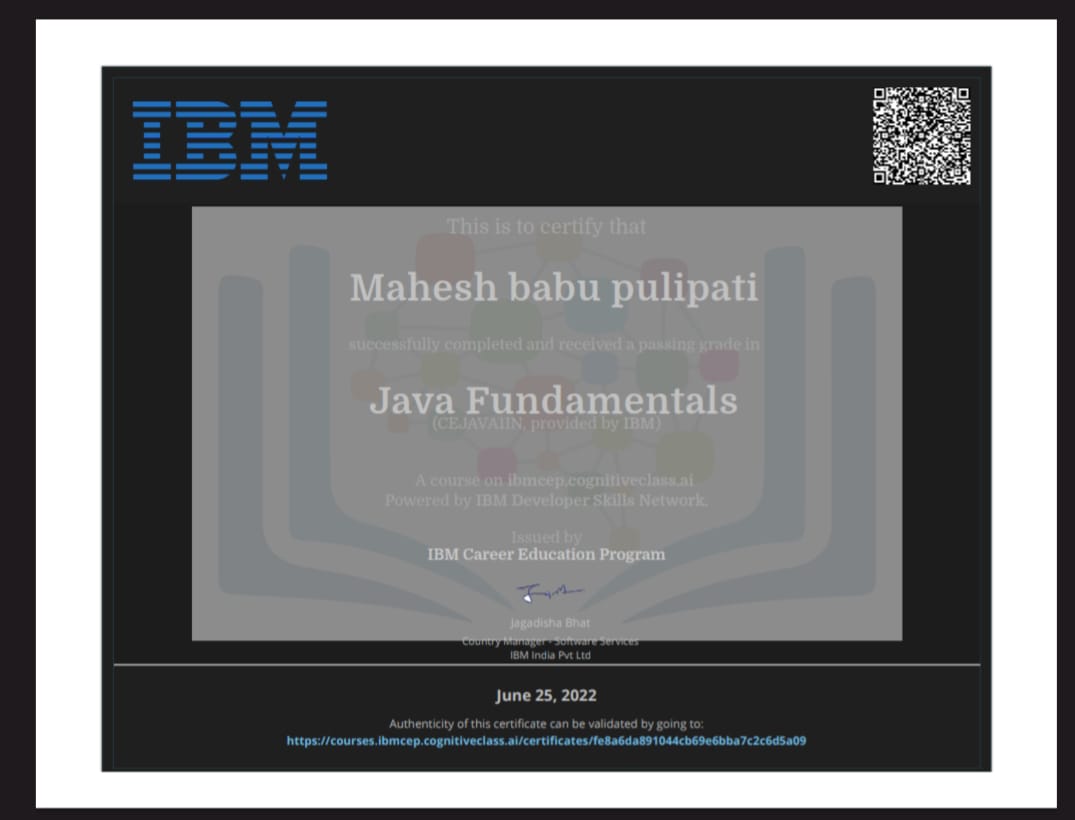 IBM
This is to certify that
Mahesh babu pulipati
successfully completed and received a passing grade in
Java Fundamentals
(CEJAVAIIN, provided by IBM)
A course on ibmcep.cognitiveclass.ai
Powered by IBM Developer Skills Network.
Issued by
IBM Career Education Program
Jagadisha Bhat
Country Manager - Software Services
IBM India Pvt Ltd
June 25, 2022
Authenticity of this certificate can be validated by going to:
https://courses.ibmcep.cognitiveclass.ai/certificates/fe8a6da891044cb69e6bba7c2c6d5a09